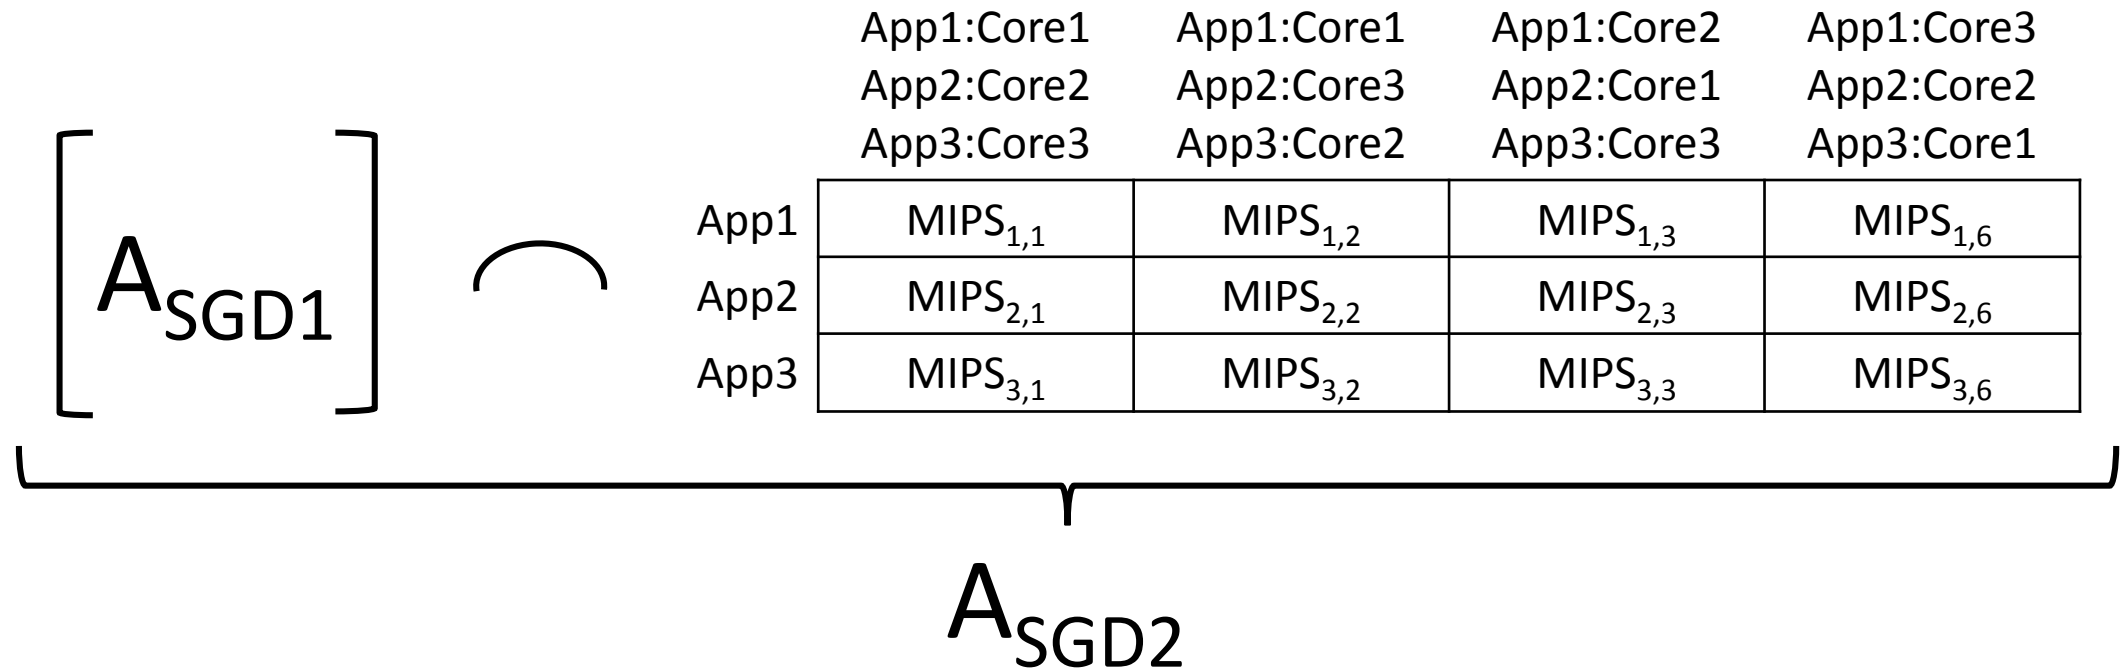 App1:Core1 App1:Core1 App1:Core2 App1:Core3
App2:Core2 App2:Core3 App2:Core1 App2:Core2
App3:Core3 App3:Core2 App3:Core3 App3:Core1
A_SGD1
App1 MIPS_1,1 MIPS_1,2 MIPS_1,3 MIPS_1,6
App2 MIPS_2,1 MIPS_2,2 MIPS_2,3 MIPS_2,6
App3 MIPS_3,1 MIPS_3,2 MIPS_3,3 MIPS_3,6
A_SGD2